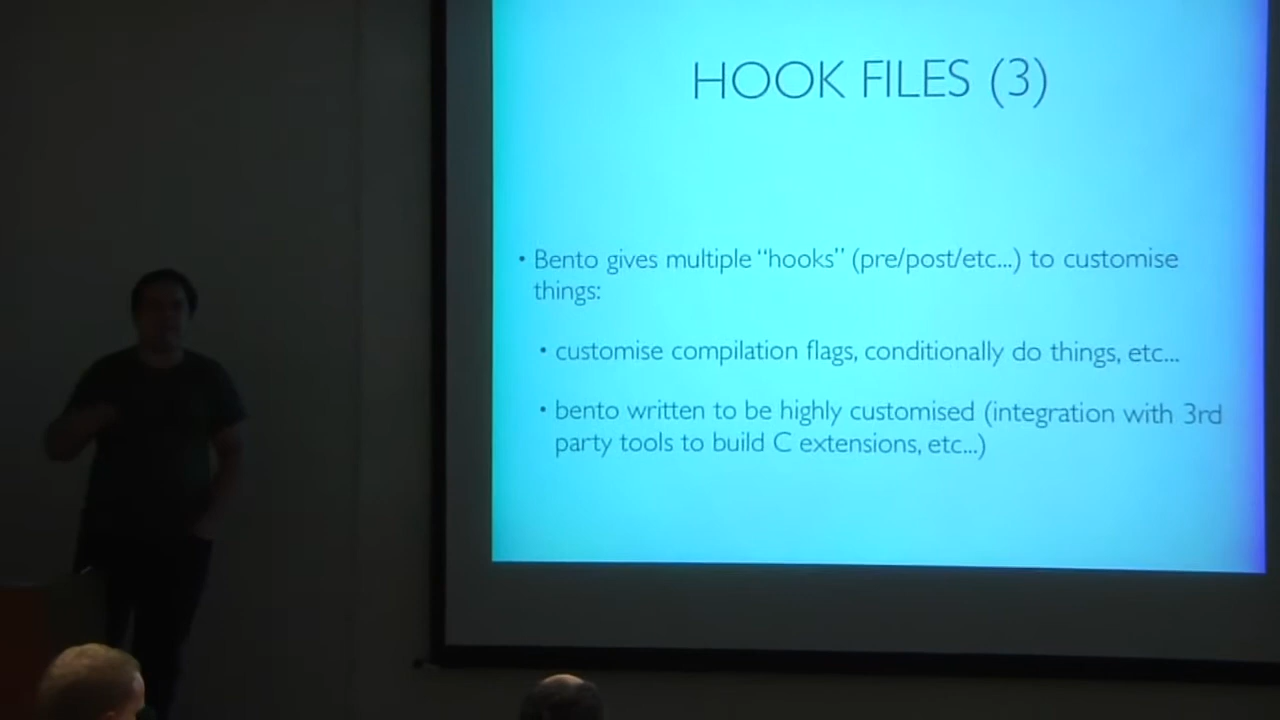 HOOK FILES (3)
• Bento gives multiple “hooks” (pre/post/etc...) to customise
things:
• customise compilation flags, conditionally do things, etc...
• bento written to be highly customised (integration with 3rd
party tools to build C extensions, etc...)